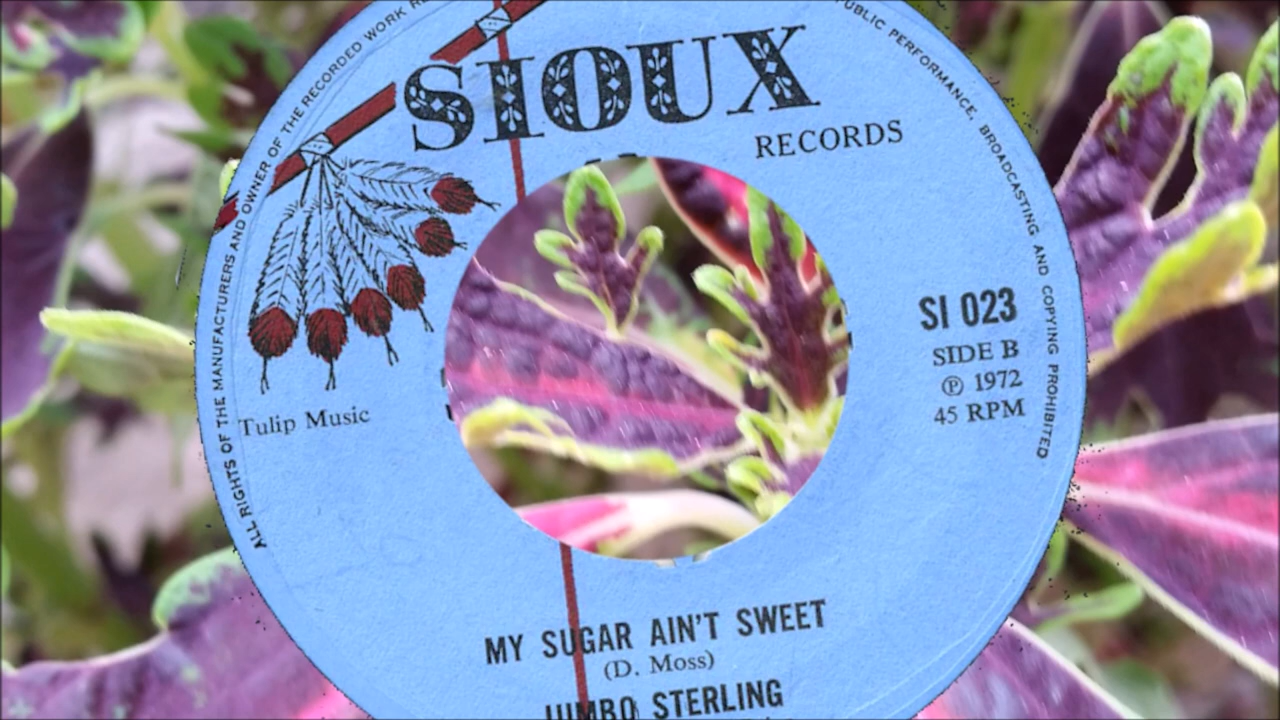 SIOUX
RECORDS
SI 023
SIDE B
Ⓟ 1972
45 RPM
Tulip Music
MY SUGAR AIN'T SWEET
(D. Moss)
JUMBO STERLING
ALL RIGHTS OF THE MANUFACTURERS AND OWNER OF THE RECORDED WORK
PUBLIC PERFORMANCE, BROADCASTING AND COPYING PROHIBITED